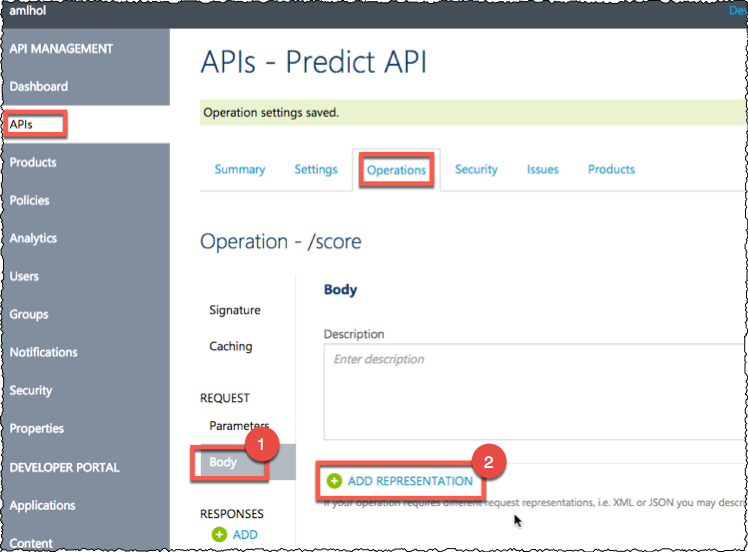 amlhol
API MANAGEMENT
Dashboard
APIs
Products
Policies
Analytics
Users
Groups
Notifications
Security
Properties
DEVELOPER PORTAL
Applications
Content
APIs - Predict API
Operation settings saved.
Summary Settings Operations Security Issues Products
Operation - /score
Signature
Caching
REQUEST
Parameters
1
Body
RESPONSES
ADD
Body
Description
Enter description
2
ADD REPRESENTATION
If your operation requires different request representations, i.e. XML or JSON you may descr